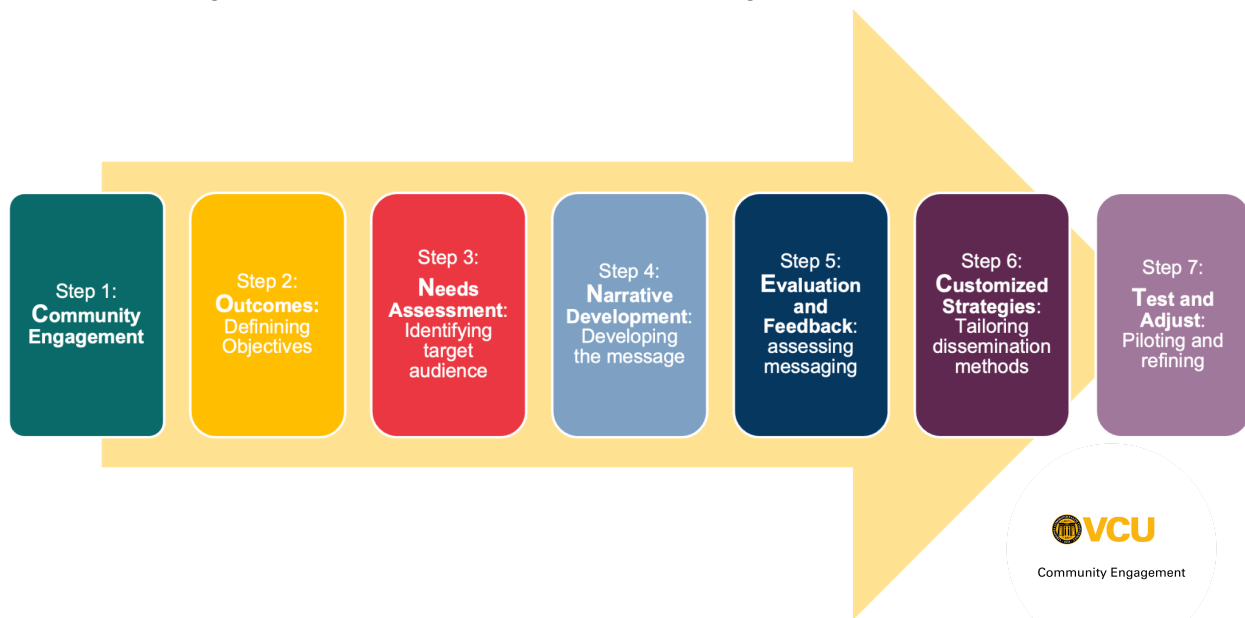 Step 1:
Community
Engagement
Step 2:
Outcomes:
Definining
Objectives
Step 3:
Needs
Assessment:
Identifying
target
audience
Step 4:
Narrative
Development:
Developing
the message
Step 5:
Evaluation
and
Feedback:
assessing
messaging
Step 6:
Customized
Strategies:
Tailoring
dissemination
methods
Step 7:
Test and
Adjust:
Piloting and
refining
VCU
Community Engagement